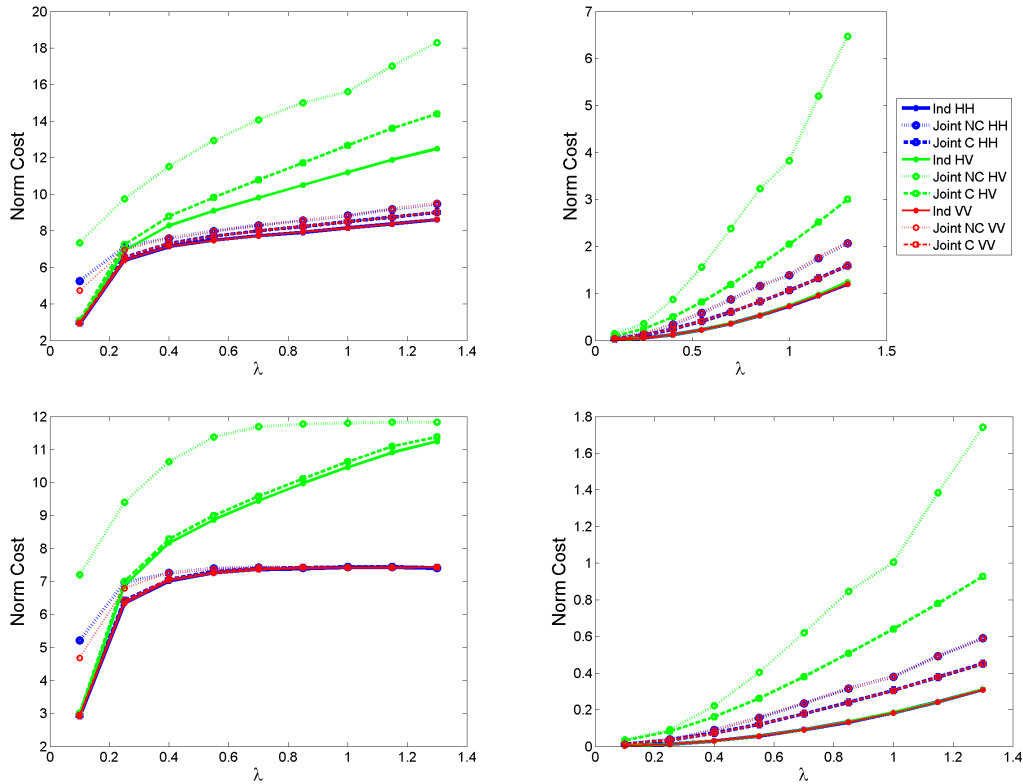 20
18
16
14
12
10
8
6
4
2
Norm Cost
0 0.2 0.4 0.6 0.8 1 1.2 1.4
λ
7
6
5
4
3
2
1
0
Norm Cost
0 0.5 1 1.5
λ
Ind HH
Joint NC HH
Joint C HH
Ind HV
Joint NC HV
Joint C HV
Ind VV
Joint NC VV
Joint C VV
12
11
10
9
8
7
6
5
4
3
2
Norm Cost
0 0.2 0.4 0.6 0.8 1 1.2 1.4
λ
1.8
1.6
1.4
1.2
1
0.8
0.6
0.4
0.2
0
Norm Cost
0 0.2 0.4 0.6 0.8 1 1.2 1.4
λ